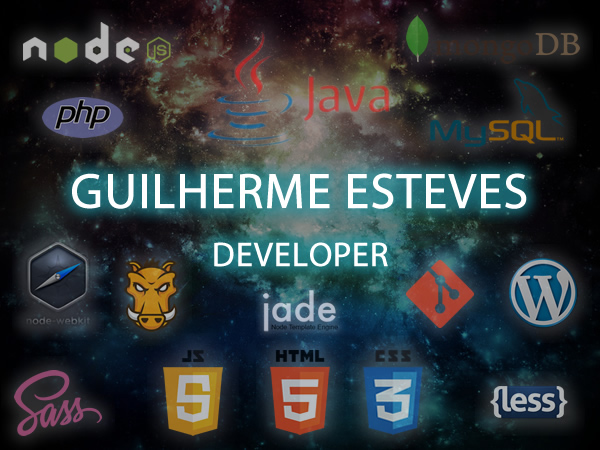 node
JS
DB
Java
php
MySQL™
GUILHERME ESTEVES
DEVELOPER
node-webkit
jade
Node Template Engine
JS
HTML
CSS
5
5
3
W
Sass
{less}